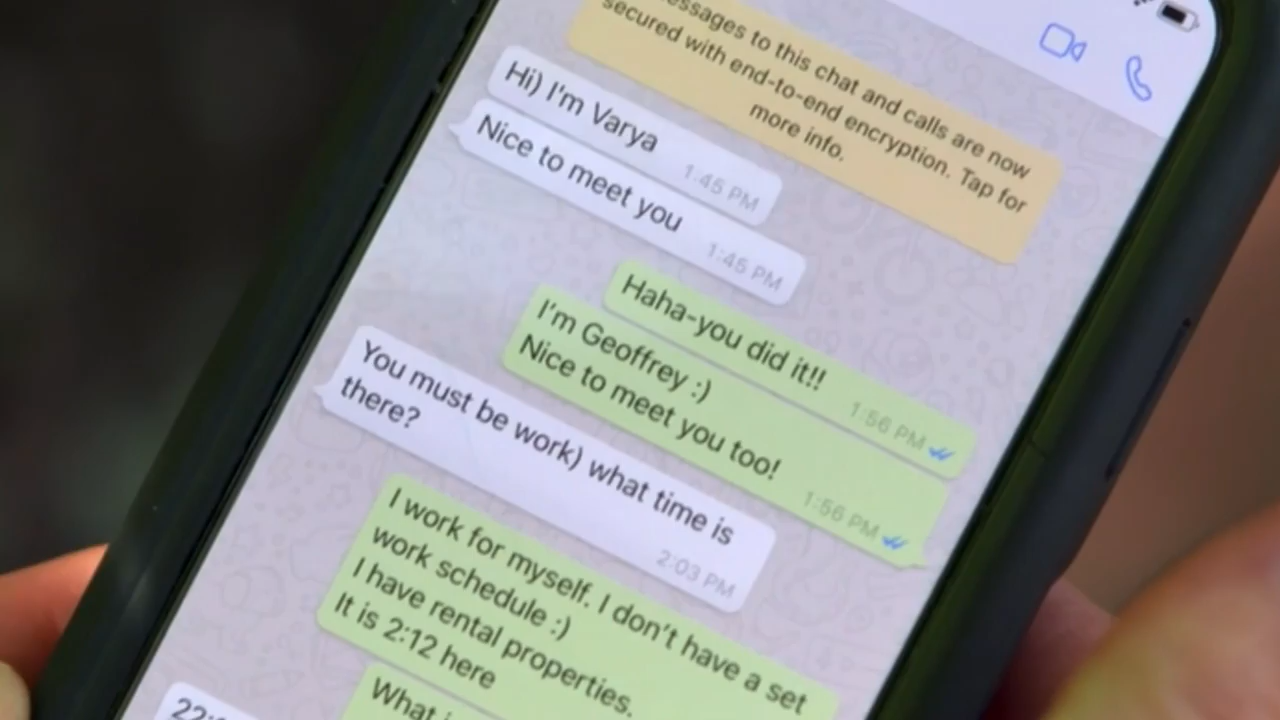 messages to this chat and calls are now
secured with end-to-end encryption. Tap for
more info.
Hi) I'm Varya
1:45 PM
Nice to meet you
1:45 PM
Haha-you did it!!
1:56 PM
I'm Geoffrey :)
Nice to meet you too!
1:56 PM
You must be work) what time is
there?
2:03 PM
I work for myself. I don't have a set
work schedule :)
I have rental properties.
It is 2:12 here
What